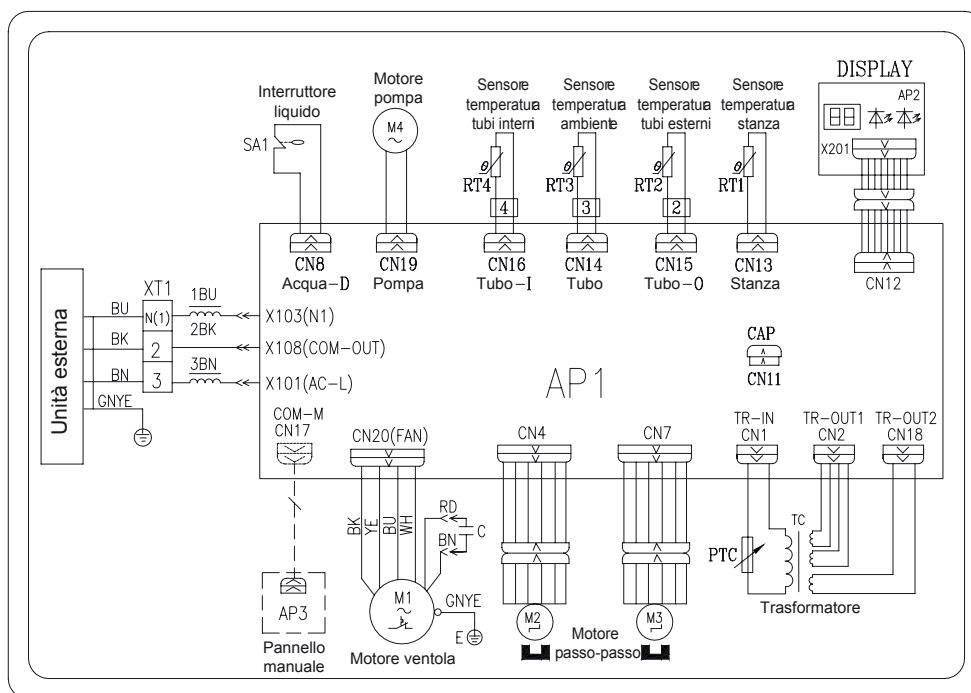 DISPLAY
AP2
X201
Interruttore
liquido
SA1
Motore
pompa
M4
Sensore
temperatura
tubi interni
RT4
4
Sensore
temperatura
ambiente
RT3
3
Sensore
temperatura
tubi esterni
RT2
2
Sensore
temperatura
stanza
RT1
CN8
Acqua-D
CN19
Pompa
CN16
Tubo-I
CN14
Tubo
CN15
Tubo-O
CN13
Stanza
CN12
Unità esterna
BU
BK
BN
GNYE
XT1
N(1)
2
3
1BU
2BK
3BN
X103(N1)
X108(COM-OUT)
X101(AC-L)
AP1
CAP
CN11
COM-M
CN17
CN20(FAN)
CN4
CN7
TR-IN
CN1
TR-OUT1
CN2
TR-OUT2
CN18
BK
YE
BU
WH
RD
BN
C
M1
GNYE
E
Motore ventola
AP3
Pannello
manuale
M2
M3
Motore
passo-passo
PTC
TC
Trasformatore